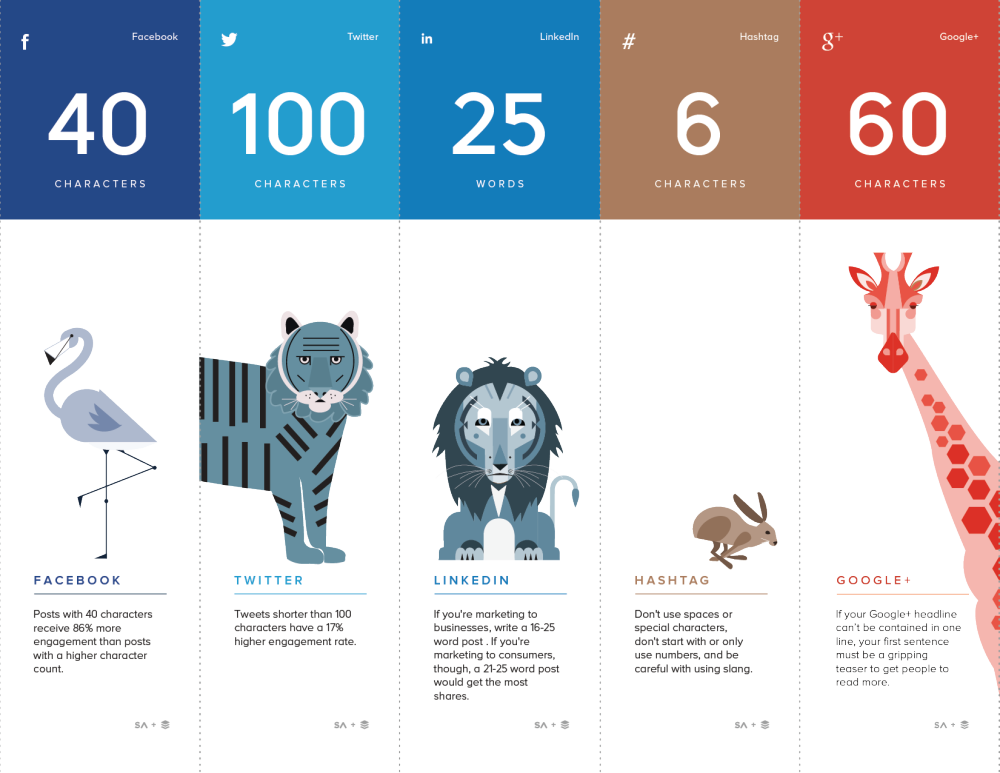 f
Facebook
40
CHARACTERS
FACEBOOK
Posts with 40 characters
receive 86% more
engagement than posts
with a higher character
count.
SA +
Twitter
100
CHARACTERS
TWITTER
Tweets shorter than 100
characters have a 17%
higher engagement rate.
SA +
in
LinkedIn
25
WORDS
LINKEDIN
If you're marketing to
businesses, write a 16-25
word post . If you're
marketing to consumers,
though, a 21-25 word post
would get the most
shares.
SA +
#
Hashtag
6
CHARACTERS
HASHTAG
Don't use spaces or
special characters,
don't start with or only
use numbers, and be
careful with using slang.
SA +
g+
Google+
60
CHARACTERS
GOOGLE+
If your Google+ headline
can't be contained in one
line, your first sentence
must be a gripping
teaser to get people to
read more.
SA +